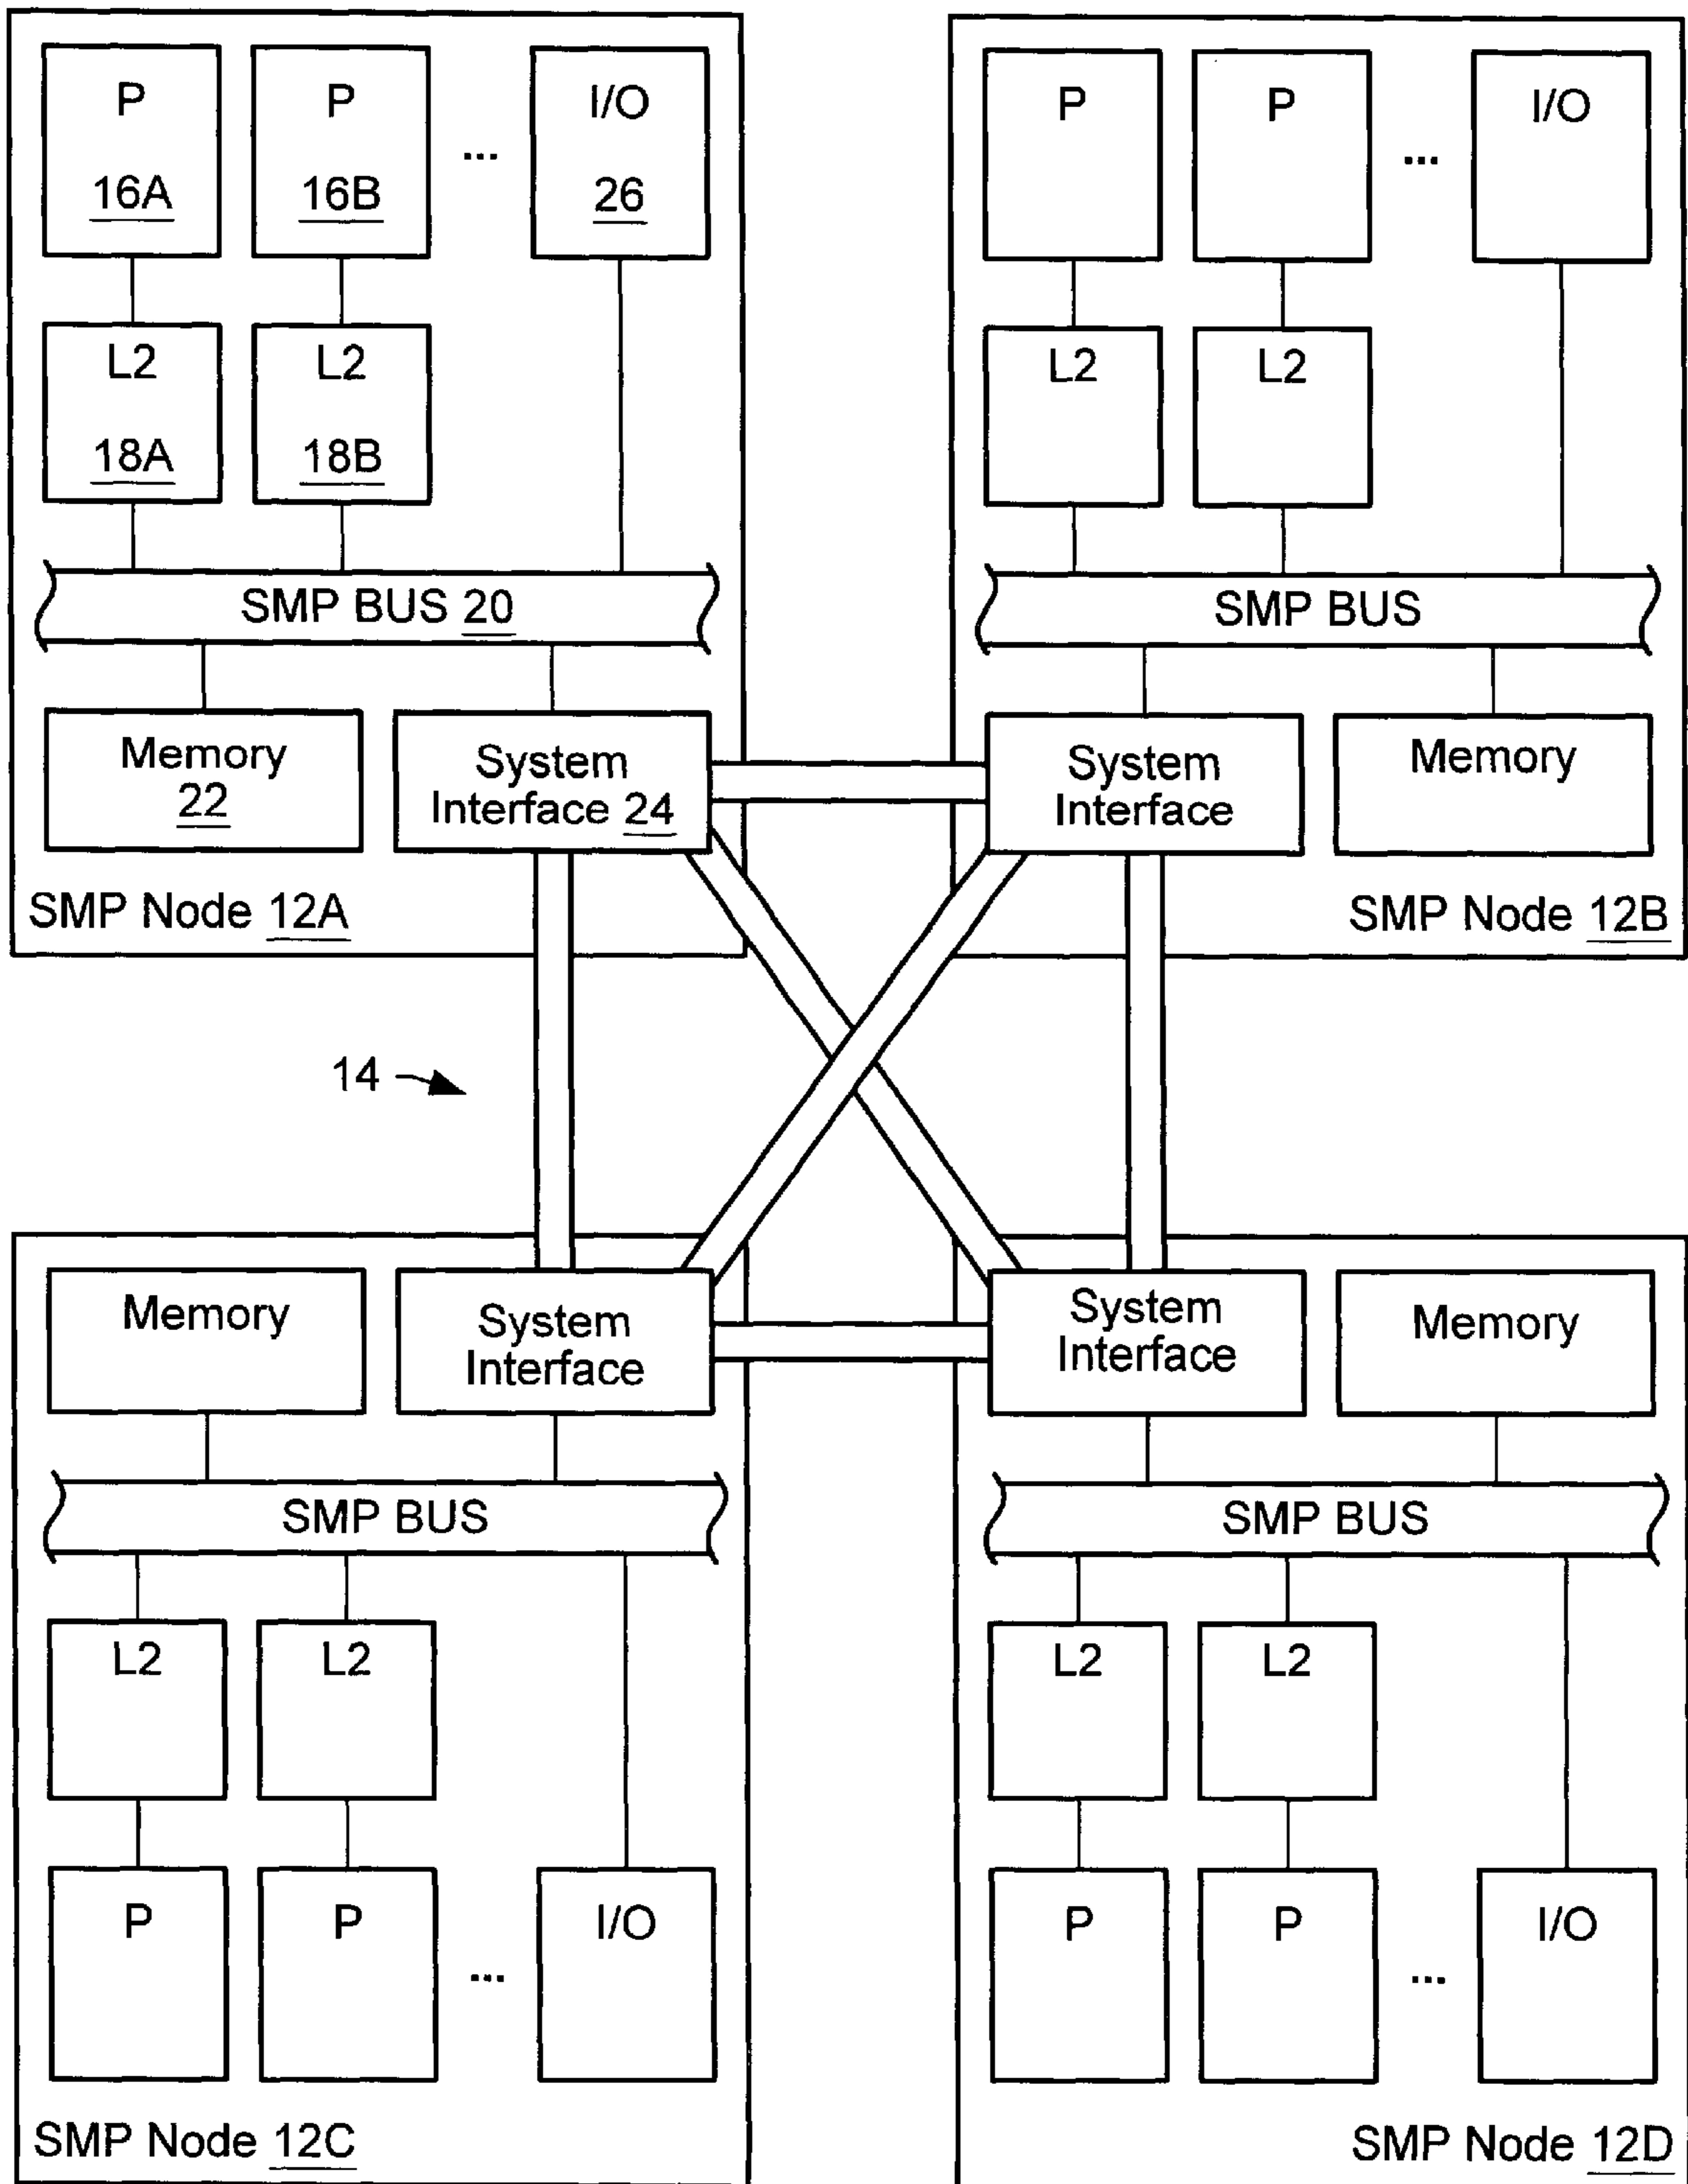 P
16A
P
16B
...
I/O
26
L2
18A
L2
18B
SMP BUS 20
Memory
22
System
Interface 24
SMP Node 12A
P
P
...
I/O
L2
L2
SMP BUS
System
Interface
Memory
SMP Node 12B
14
Memory
System
Interface
SMP BUS
L2
L2
P
P
...
I/O
SMP Node 12C
System
Interface
Memory
SMP BUS
L2
L2
P
P
...
I/O
SMP Node 12D